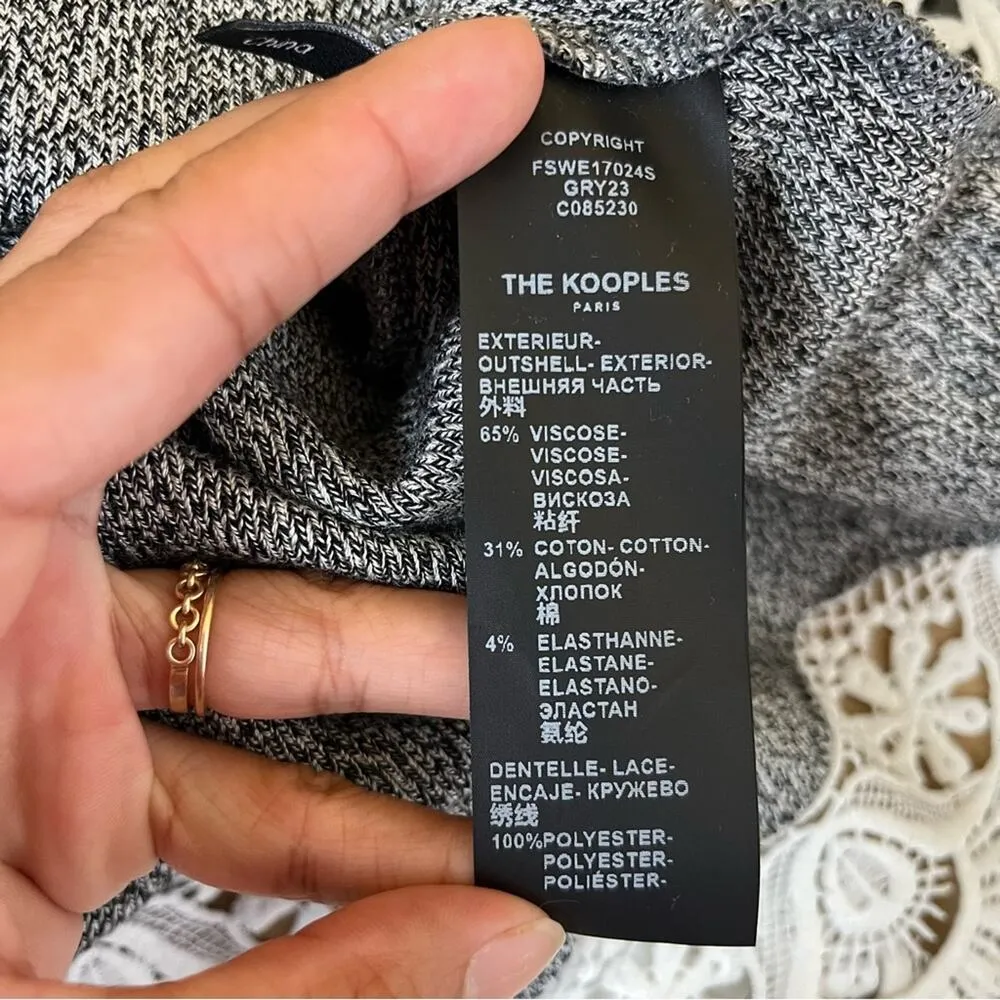 China
COPYRIGHT
FSWE17024S
GRY23
C085230
THE KOOPLES
PARIS
EXTERIEUR-
OUTSHELL- EXTERIOR-
ВНЕШНЯЯ ЧАСТЬ
外料
65% VISCOSE-
VISCOSE-
VISCOSA-
ВИСКОЗА
粘纤
31% COTON- COTTON-
ALGODÓN-
ХЛОПОК
棉
4% ELASTHANNE-
ELASTANE-
ELASTANO-
ЭЛАСТАН
氨纶
DENTELLE- LACE-
ENCAJE- КРУЖЕВО
绣线
100%POLYESTER-
POLYESTER-
POLIÉSTER-